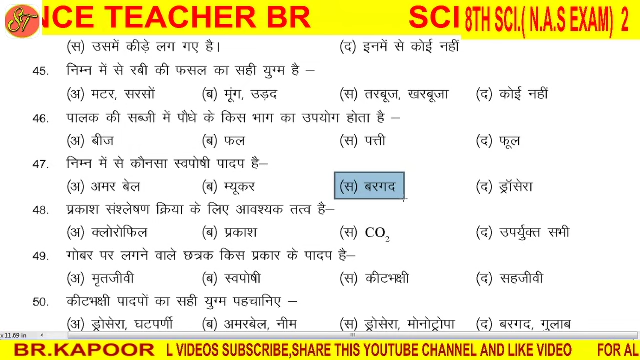 ST
NCE TEACHER BR SCI 8TH SCI.( N.A.S EXAM) 2
(स) उसमें कीड़े लग गए है। (द) इनमें से कोई नहीं
45. निम्न में से रबी की फसल का सही युग्म है –
(अ) मटर, सरसों (ब) मूंग, उड़द (स) तरबूज, खरबूजा (द) कोई नहीं
46. पालक की सब्जी में पौघे के किस भाग का उपयोग होता है –
(अ) बीज (ब) फल (स) पत्ती (द) फूल
47. निम्न में से कौनसा स्वपोषी पादप है-
(अ) अमर बेल (ब) म्यूकर (स) बरगद (द) ड्रॉसेरा
48. प्रकाश संश्लेषण क्रिया के लिए आवश्यक तत्व है-
(अ) क्लोरोफिल (ब) प्रकाश (स) CO₂ (द) उपर्युक्त सभी
49. गोबर पर लगने वाले छत्रक किस प्रकार के पादप है-
(अ) मृतजीवी (ब) स्वपोषी (स) कीटभक्षी (द) सहजीवी
50. कीटभक्षी पादपों का सही युग्म पहचानिए –
(अ) ड्रोसेरा, घटपर्णी (ब) अमरबेल, नीम (स) ड्रोसेरा, मोनोट्रोपा (द) बरगद, गुलाब
x 11.69 in
BR.KAPOOR L VIDEOS SUBSCRIBE,SHARE THIS YOUTUBE CHANNEL AND LIKE VIDEO FOR AL